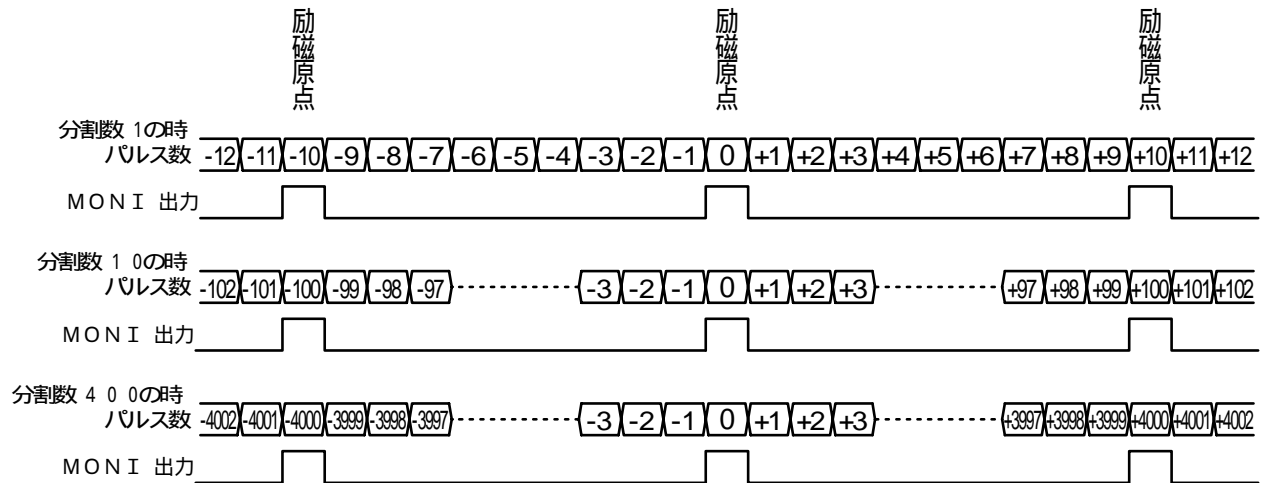 励磁原点 励磁原点 励磁原点
分割数 1の時
パルス数 -12 -11 -10 -9 -8 -7 -6 -5 -4 -3 -2 -1 0 +1 +2 +3 +4 +5 +6 +7 +8 +9 +10 +11 +12
ＭＯＮＩ 出力
分割数 １０の時
パルス数 -102 -101 -100 -99 -98 -97 -3 -2 -1 0 +1 +2 +3 +97 +98 +99 +100 +101 +102
ＭＯＮＩ 出力
分割数 ４００の時
パルス数 -4002 -4001 -4000 -3999 -3998 -3997 -3 -2 -1 0 +1 +2 +3 +3997 +3998 +3999 +4000 +4001 +4002
ＭＯＮＩ 出力